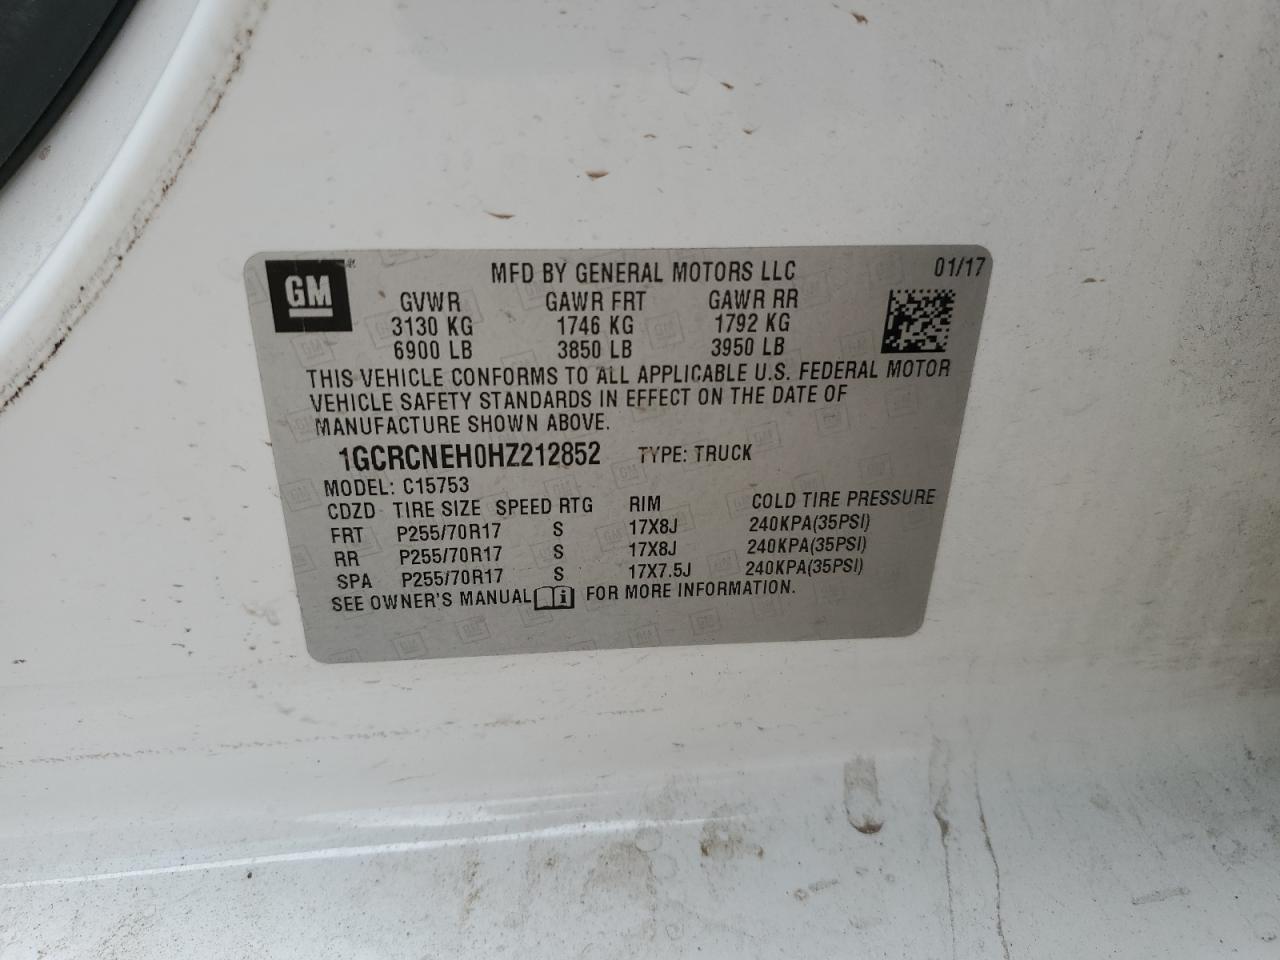 GM
MFD BY GENERAL MOTORS LLC 01/17
GVWR GAWR FRT GAWR RR
3130 KG 1746 KG 1792 KG
6900 LB 3850 LB 3950 LB
THIS VEHICLE CONFORMS TO ALL APPLICABLE U.S. FEDERAL MOTOR
VEHICLE SAFETY STANDARDS IN EFFECT ON THE DATE OF
MANUFACTURE SHOWN ABOVE.
1GCRCNEH0HZ212852 TYPE: TRUCK
MODEL: C15753
CDZD TIRE SIZE SPEED RTG RIM COLD TIRE PRESSURE
FRT P255/70R17 S 17X8J 240KPA(35PSI)
RR P255/70R17 S 17X8J 240KPA(35PSI)
SPA P255/70R17 S 17X7.5J 240KPA(35PSI)
SEE OWNER'S MANUAL i FOR MORE INFORMATION.